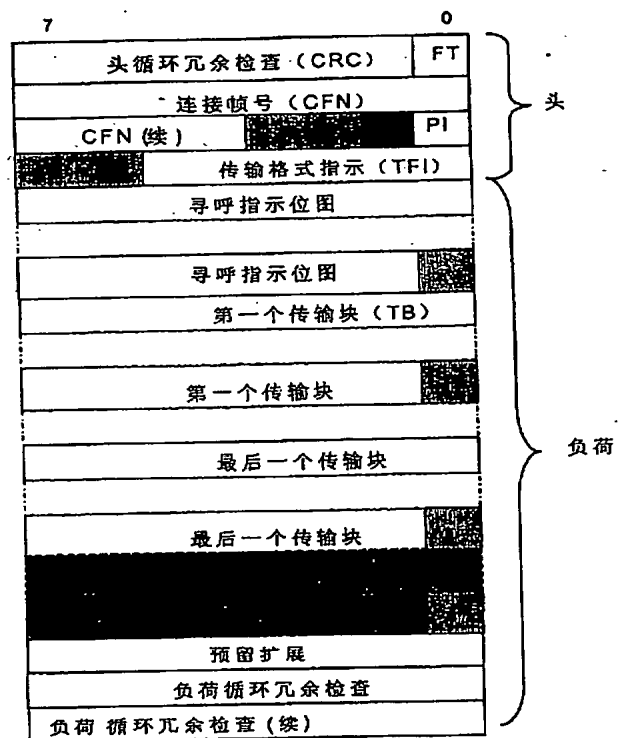 7 0
头循环冗余检查(CRC) FT
连接帧号(CFN)
头
CFN (续) PI
传输格式指示(TFI)
寻呼指示位图
寻呼指示位图
第一个传输块(TB)
第一个传输块
负荷
最后一个传输块
最后一个传输块
预留扩展
负荷循环冗余检查
负荷 循环冗余检查(续)